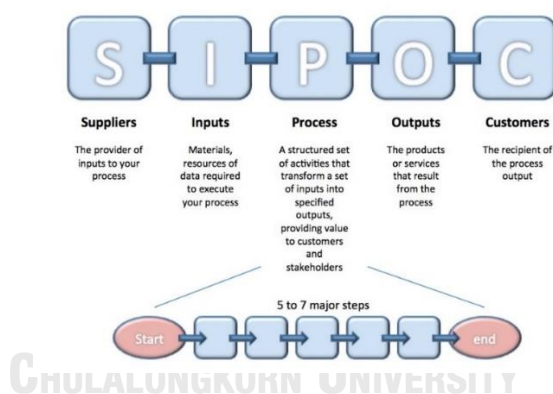 S I P O C
Suppliers Inputs Process Outputs Customers
The provider of
inputs to your
process
Materials,
resources of
data required
to execute
your process
A structured set
of activities that
transform a set
of inputs into
specified
outputs,
providing value
to customers
and
stakeholders
The products
or services
that result
from the
process
The recipient of
the process
output
5 to 7 major steps
Start
end
CHULALONGKORN UNIVERSITY